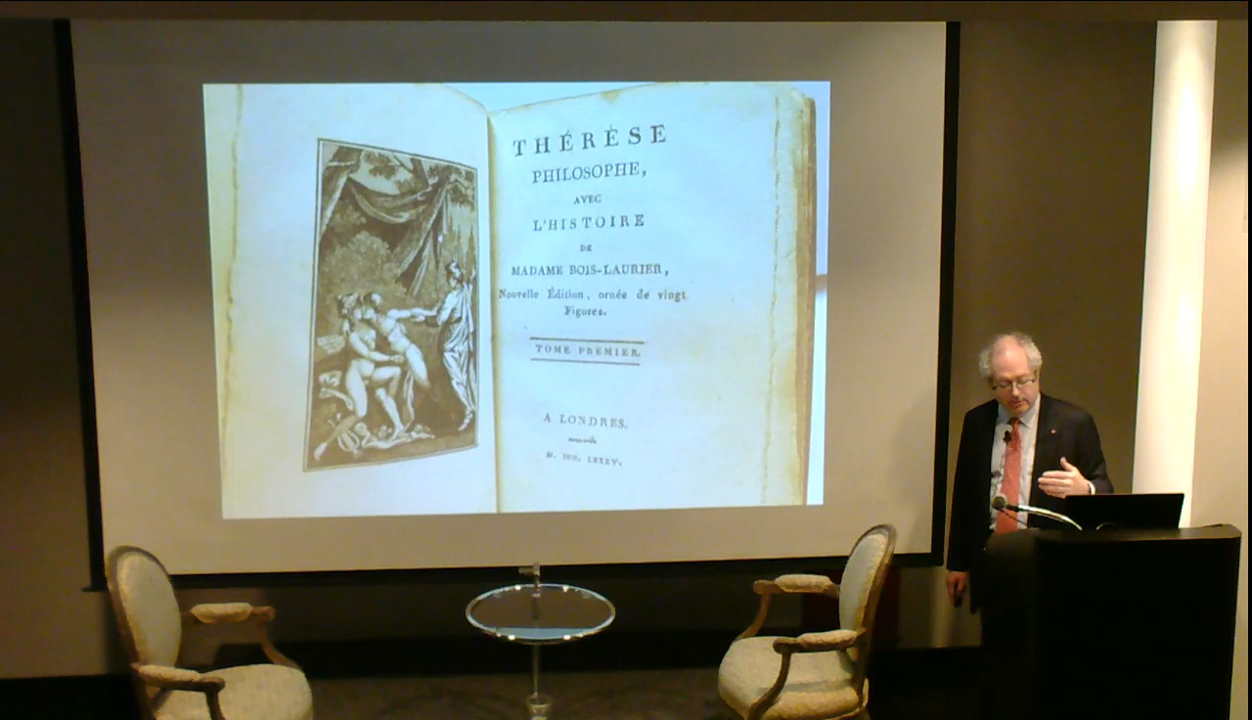 THÉRÈSE
PHILOSOPHE,
AVEC
L'HISTOIRE
DE
MADAME BOIS-LAURIER,
Nouvelle Édition, ornée de vingt
Figures.
TOME PREMIER.
A LONDRES.